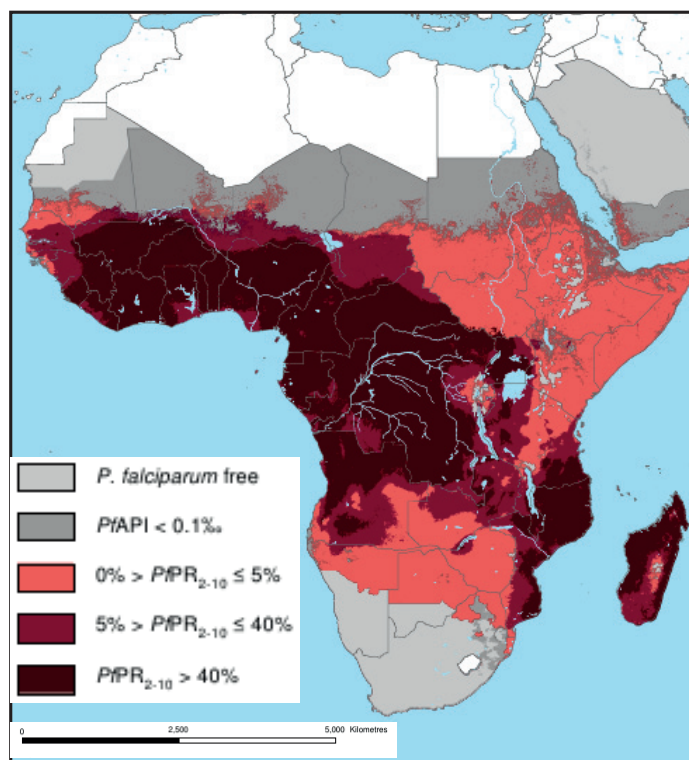 P. falciparum free
PfAPI < 0.1‰
0% > PfPR2-10 ≤ 5%
5% > PfPR2-10 ≤ 40%
PfPR2-10 > 40%
0 2,500 5,000 Kilometres